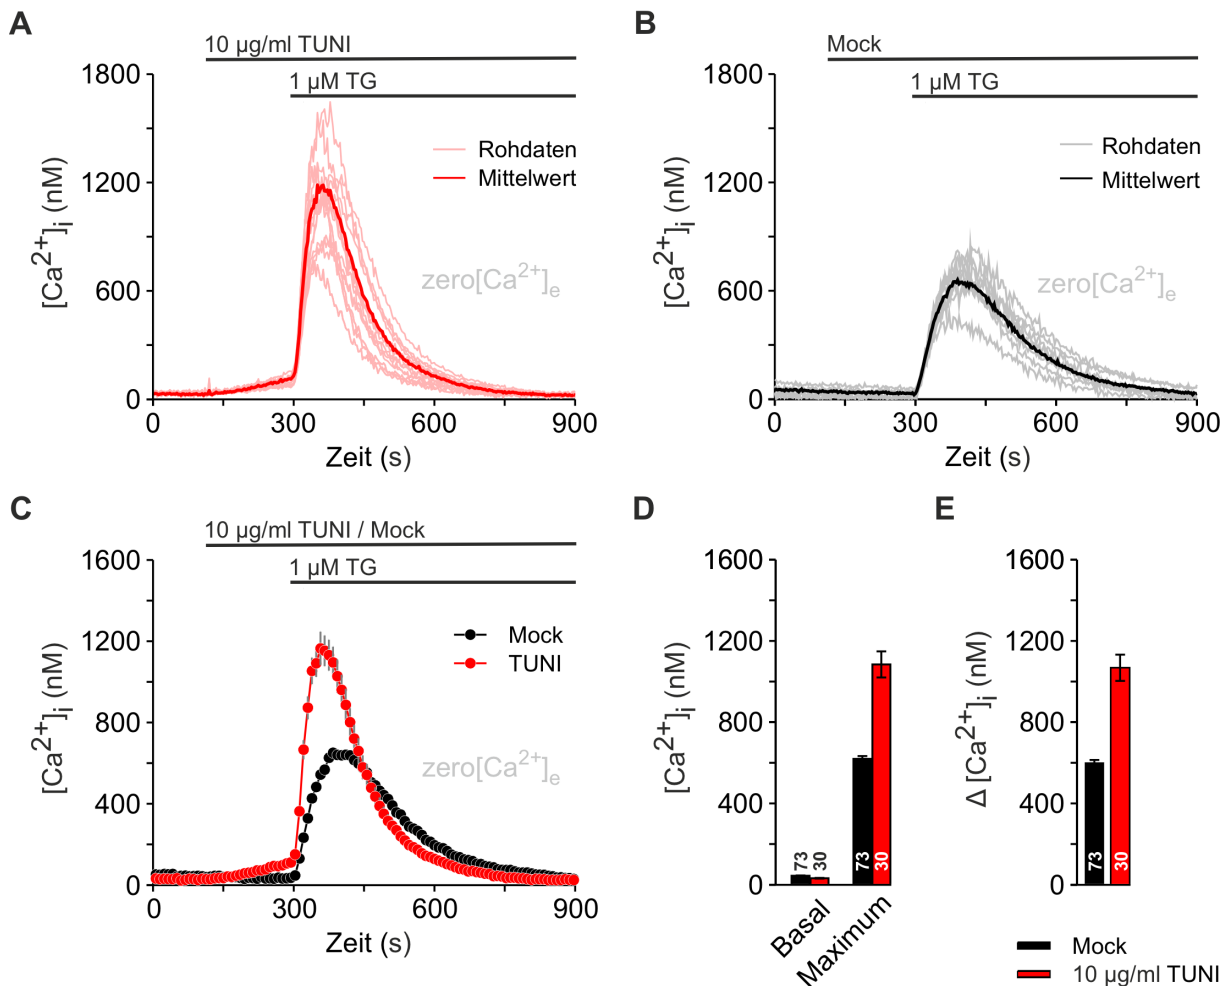 A
10 µg/ml TUNI
1 µM TG
1800
1200
600
0
[Ca2+]i (nM)
Rohdaten
Mittelwert
zero[Ca2+]e
0
300
600
900
Zeit (s)
B
Mock
1 µM TG
1800
1200
600
0
[Ca2+]i (nM)
Rohdaten
Mittelwert
zero[Ca2+]e
0
300
600
900
Zeit (s)
C
10 µg/ml TUNI / Mock
1 µM TG
1600
1200
800
400
0
[Ca2+]i (nM)
Mock
TUNI
zero[Ca2+]e
0
300
600
900
Zeit (s)
D
1600
1200
800
400
0
[Ca2+]i (nM)
73
30
73
30
Basal
Maximum
E
1600
1200
800
400
0
Δ [Ca2+]i (nM)
73
30
Mock
10 µg/ml TUNI